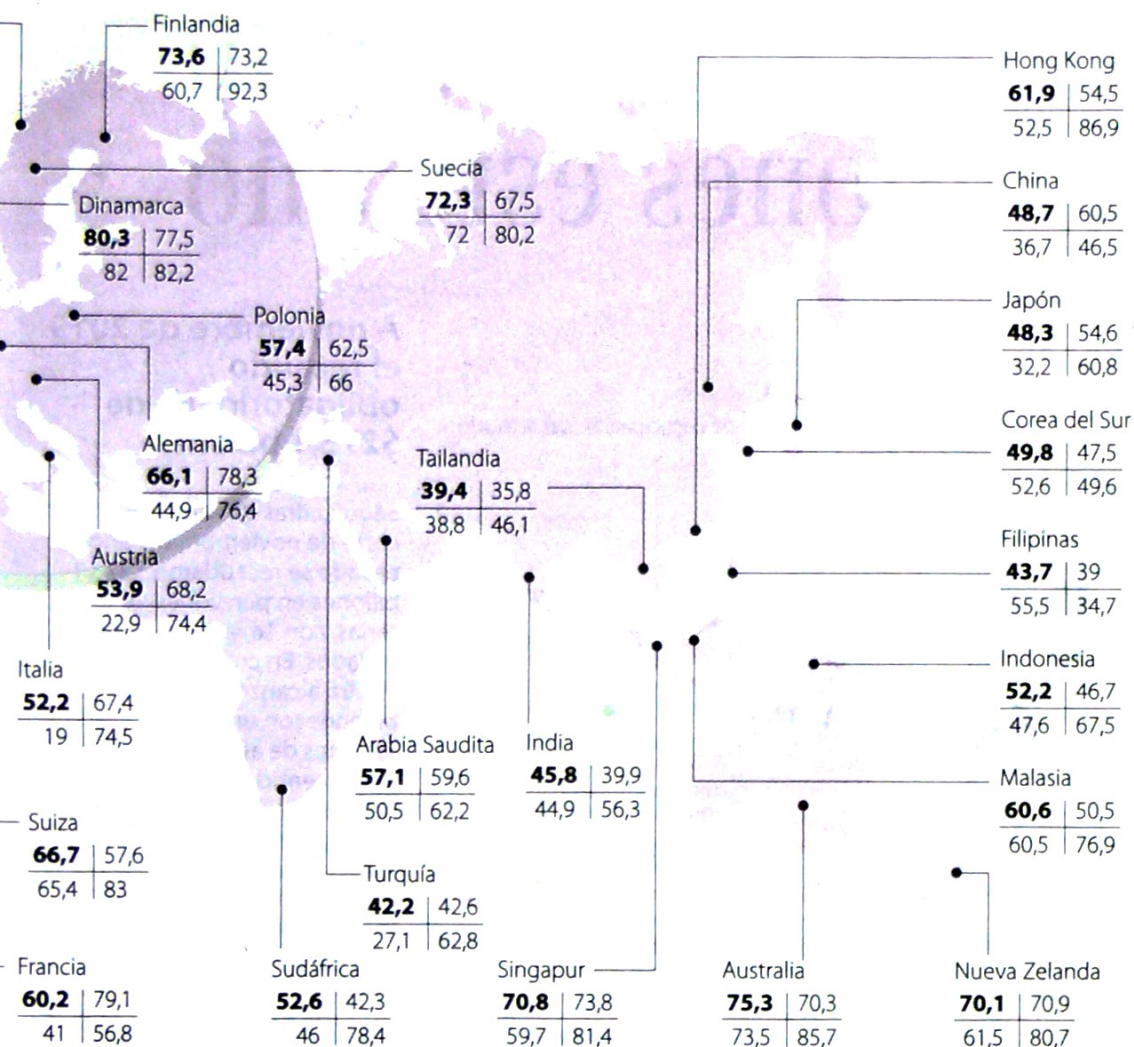 Finlandia
73,6 73,2
60,7 92,3
Hong Kong
61,9 54,5
52,5 86,9
Suecia
72,3 67,5
72 80,2
China
48,7 60,5
36,7 46,5
Dinamarca
80,3 77,5
82 82,2
Japón
48,3 54,6
32,2 60,8
Polonia
57,4 62,5
45,3 66
Corea del Sur
49,8 47,5
52,6 49,6
Alemania
66,1 78,3
44,9 76,4
Tailandia
39,4 35,8
38,8 46,1
Filipinas
43,7 39
55,5 34,7
Austria
53,9 68,2
22,9 74,4
Italia
52,2 67,4
19 74,5
Indonesia
52,2 46,7
47,6 67,5
Arabia Saudita
57,1 59,6
50,5 62,2
India
45,8 39,9
44,9 56,3
Malasia
60,6 50,5
60,5 76,9
Suiza
66,7 57,6
65,4 83
Turquía
42,2 42,6
27,1 62,8
Francia
60,2 79,1
41 56,8
Sudáfrica
52,6 42,3
46 78,4
Singapur
70,8 73,8
59,7 81,4
Australia
75,3 70,3
73,5 85,7
Nueva Zelanda
70,1 70,9
61,5 80,7